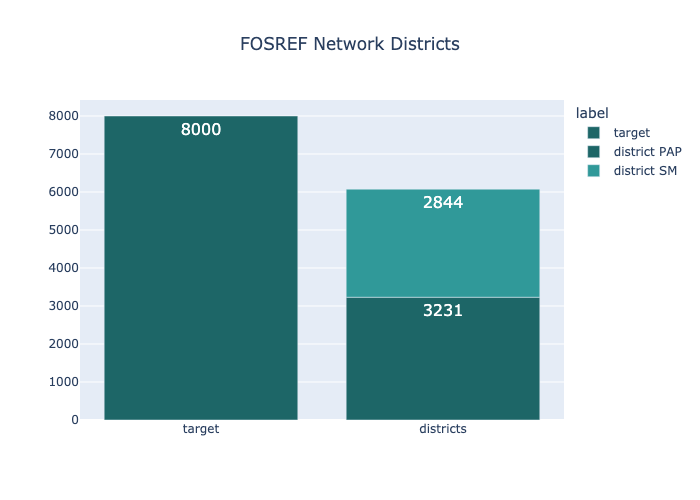 FOSREF Network Districts
8000
7000
6000
5000
4000
3000
2000
1000
0
8000
2844
3231
target
districts
label
target
district PAP
district SM